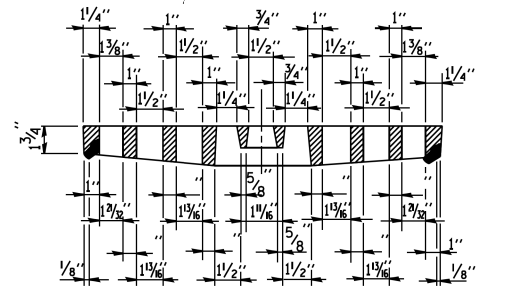 1 1/4" 1" 3/4" 1" 1"
1 3/8" 1 1/2" 1 1/2" 1 1/2" 1 3/8"
1" 1" 3/4" 1" 1 1/4"
1 1/2" 1 1/4" 1 1/4" 1 1/2"
1 3/4"
1" " 5/8 " "
1 21/32" 1 13/16" 1 11/16" 1 13/16" 1 21/32"
" " 5/8" " 1"
1/8" 1 13/16" 1 1/2" 1 1/2" 1 13/16" 1/8"